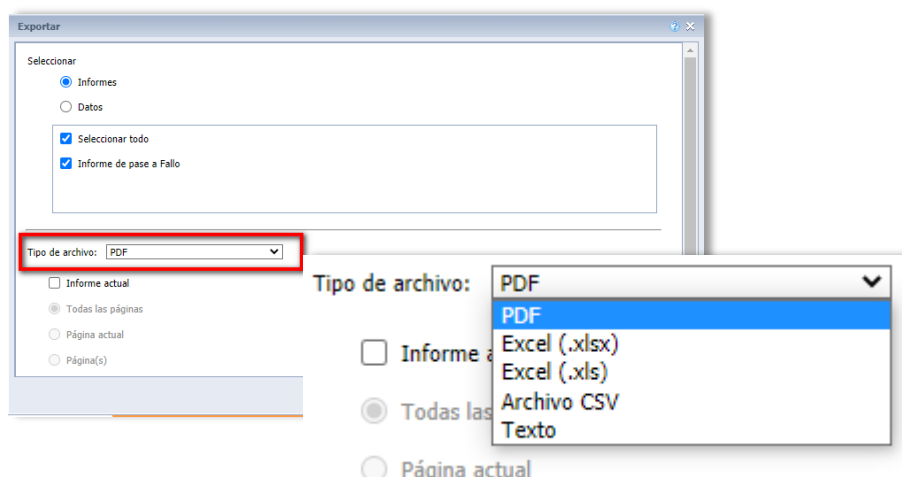 Exportar
Seleccionar
Informes
Datos
Seleccionar todo
Informe de pase a Fallo
Tipo de archivo: PDF
Informe actual
Todas las páginas
Página actual
Página(s)
Tipo de archivo: PDF
PDF
Excel (.xlsx)
Informe a
Excel (.xls)
Archivo CSV
Todas las
Texto
Página actual